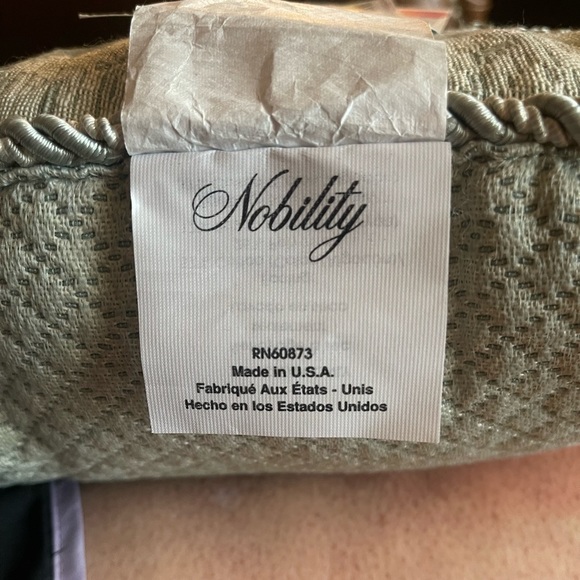 Nobility
RN60873
Made in U.S.A.
Fabriqué Aux États - Unis
Hecho en los Estados Unidos